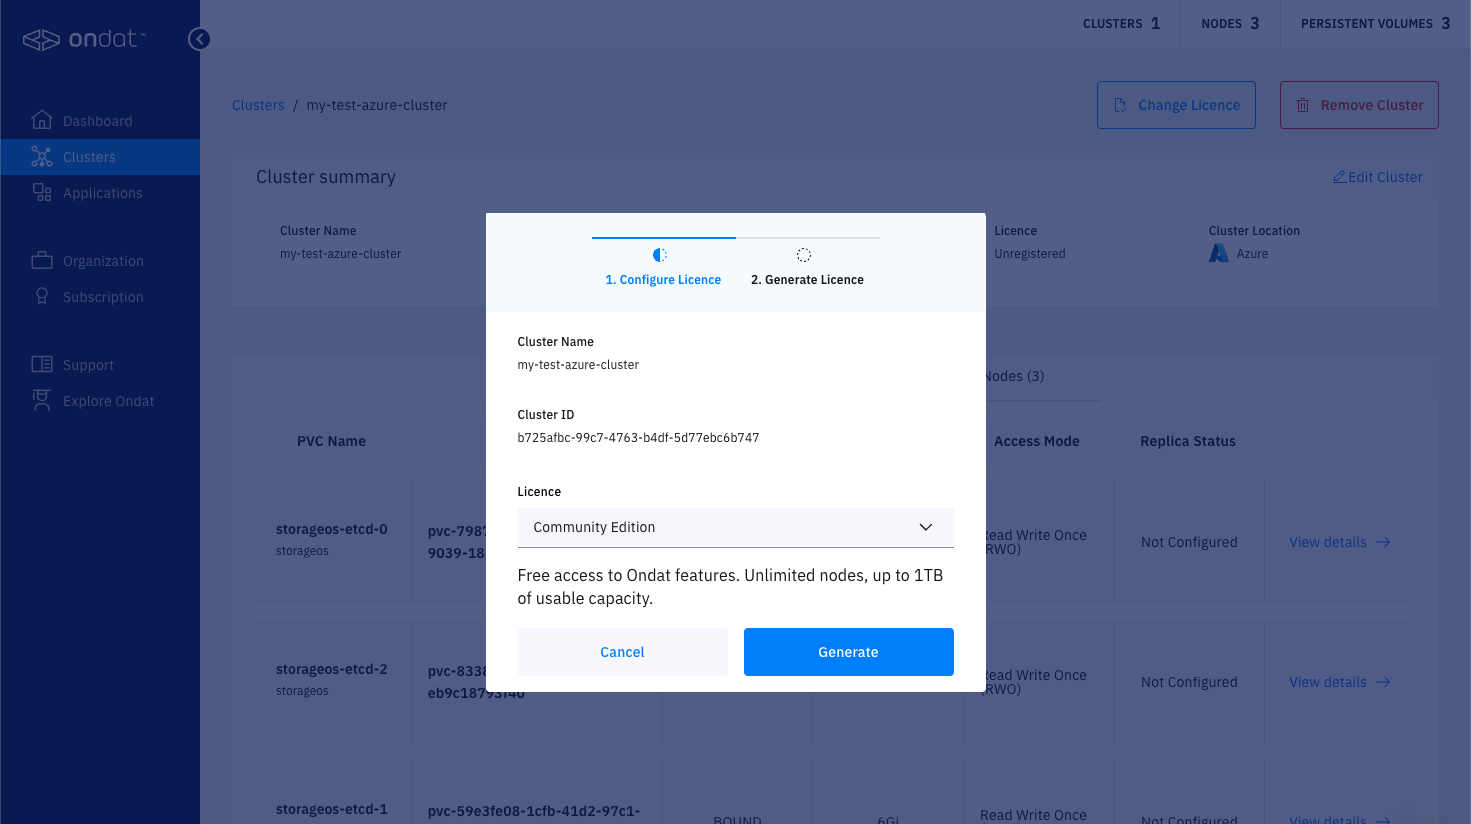 ondat™
CLUSTERS 1
NODES 3
PERSISTENT VOLUMES 3
Dashboard
Clusters
Applications
Organization
Subscription
Support
Explore Ondat
Clusters / my-test-azure-cluster
Change Licence
Remove Cluster
Cluster summary
Edit Cluster
Cluster Name
my-test-azure-cluster
Licence
Unregistered
Cluster Location
Azure
1. Configure Licence
2. Generate Licence
Cluster Name
my-test-azure-cluster
Cluster ID
b725afbc-99c7-4763-b4df-5d77ebc6b747
Licence
Community Edition
Free access to Ondat features. Unlimited nodes, up to 1TB
of usable capacity.
Cancel
Generate
Nodes (3)
PVC Name
Access Mode
Replica Status
storageos-etcd-0
storageos
pvc-798
9039-18
Read Write Once
(RWO)
Not Configured
View details
storageos-etcd-2
storageos
pvc-833
eb9c18793f40
Read Write Once
(RWO)
Not Configured
View details
storageos-etcd-1
pvc-59e3fe08-1cfb-41d2-97c1-
BOUND
6Gi
Read Write Once
Not Configured
View details